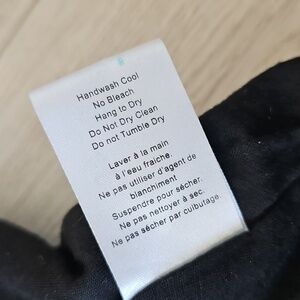 Handwash Cool
No Bleach
Hang to Dry
Do Not Dry Clean
Do not Tumble Dry
Laver à la main
à l'eau fraiche.
Ne pas utiliser d'agent de
blanchiment
Suspendre pour sécher.
Ne pas nettoyer à sec.
Ne pas sécher par culbutage.